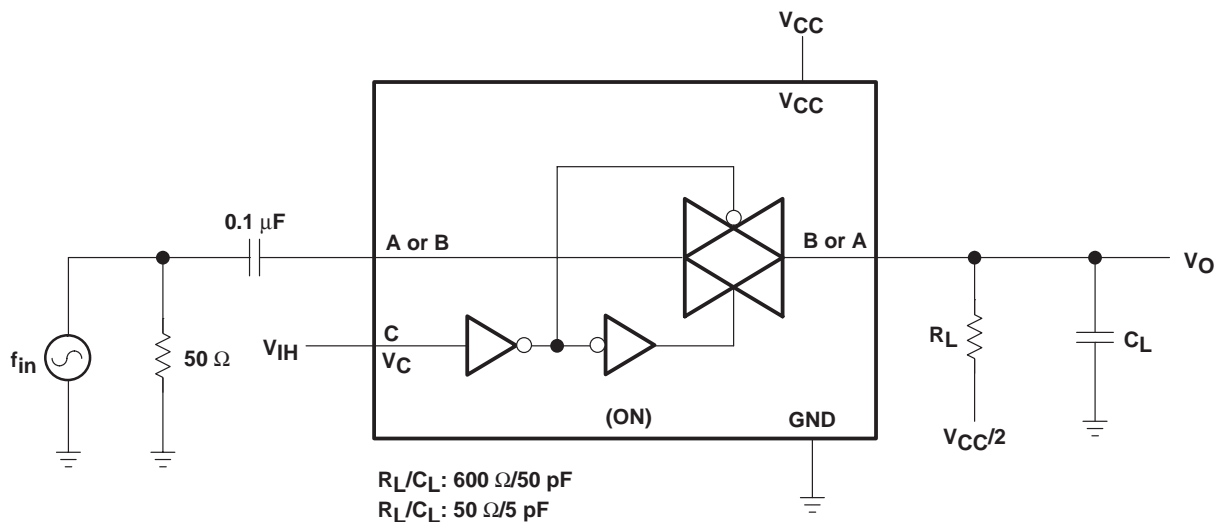 VCC
VCC
0.1 μF
A or B
B or A
VO
fin
50 Ω
VIH
C
VC
RL
CL
(ON)
GND
VCC/2
RL/CL: 600 Ω/50 pF
RL/CL: 50 Ω/5 pF